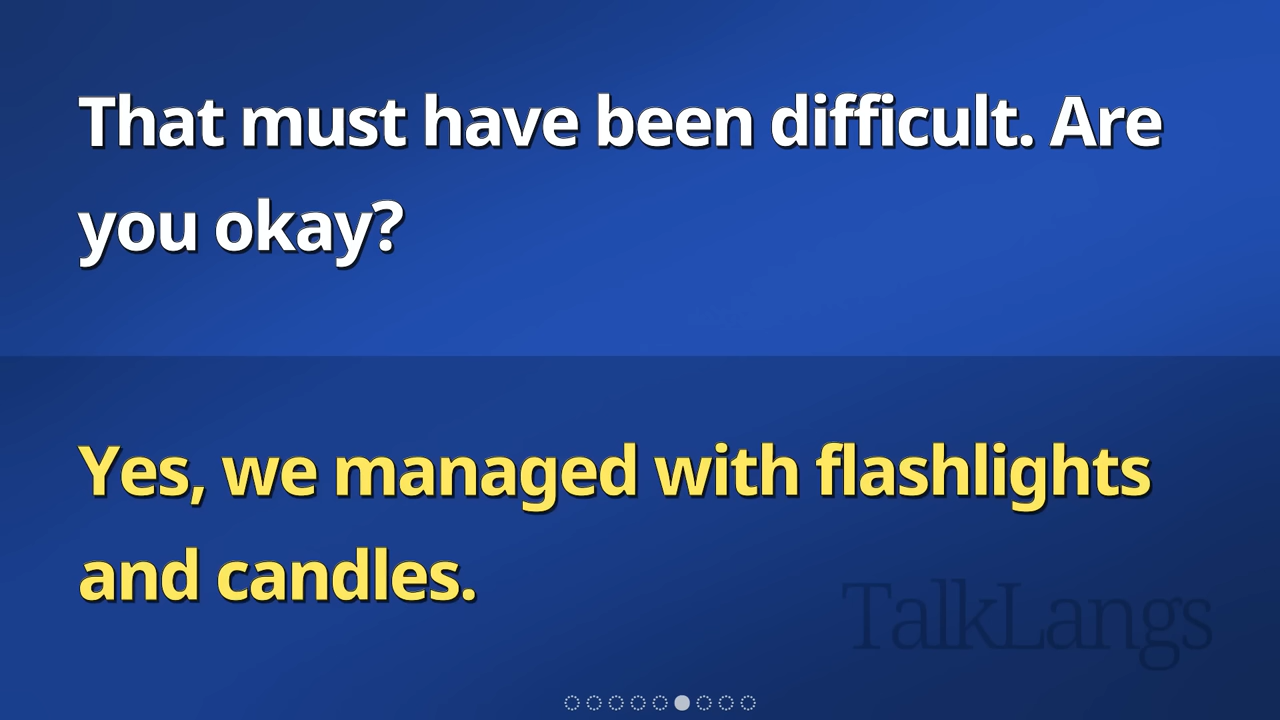 That must have been difficult. Are
you okay?
Yes, we managed with flashlights
and candles.
TalkLangs